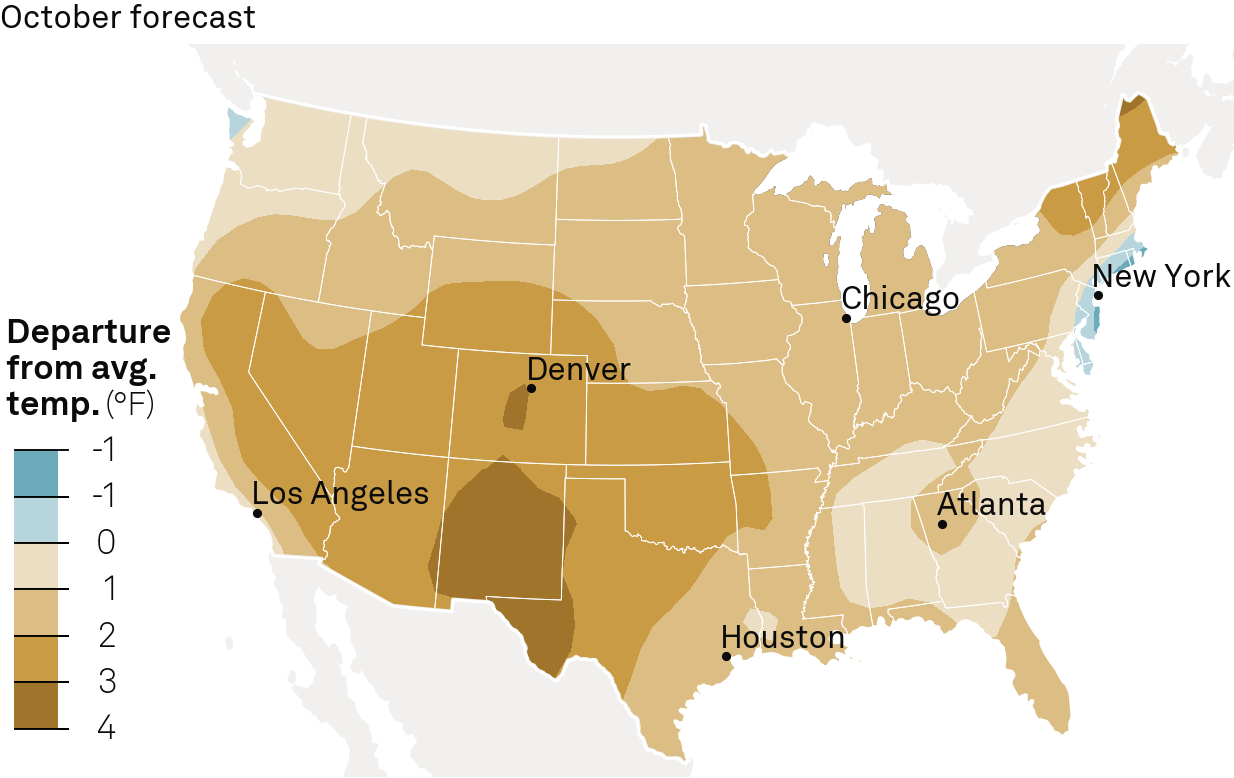 October forecast
New York
Chicago
Departure
from avg.
temp. (°F)
Denver
-1
-1
0
1
2
3
4
Los Angeles
Atlanta
Houston